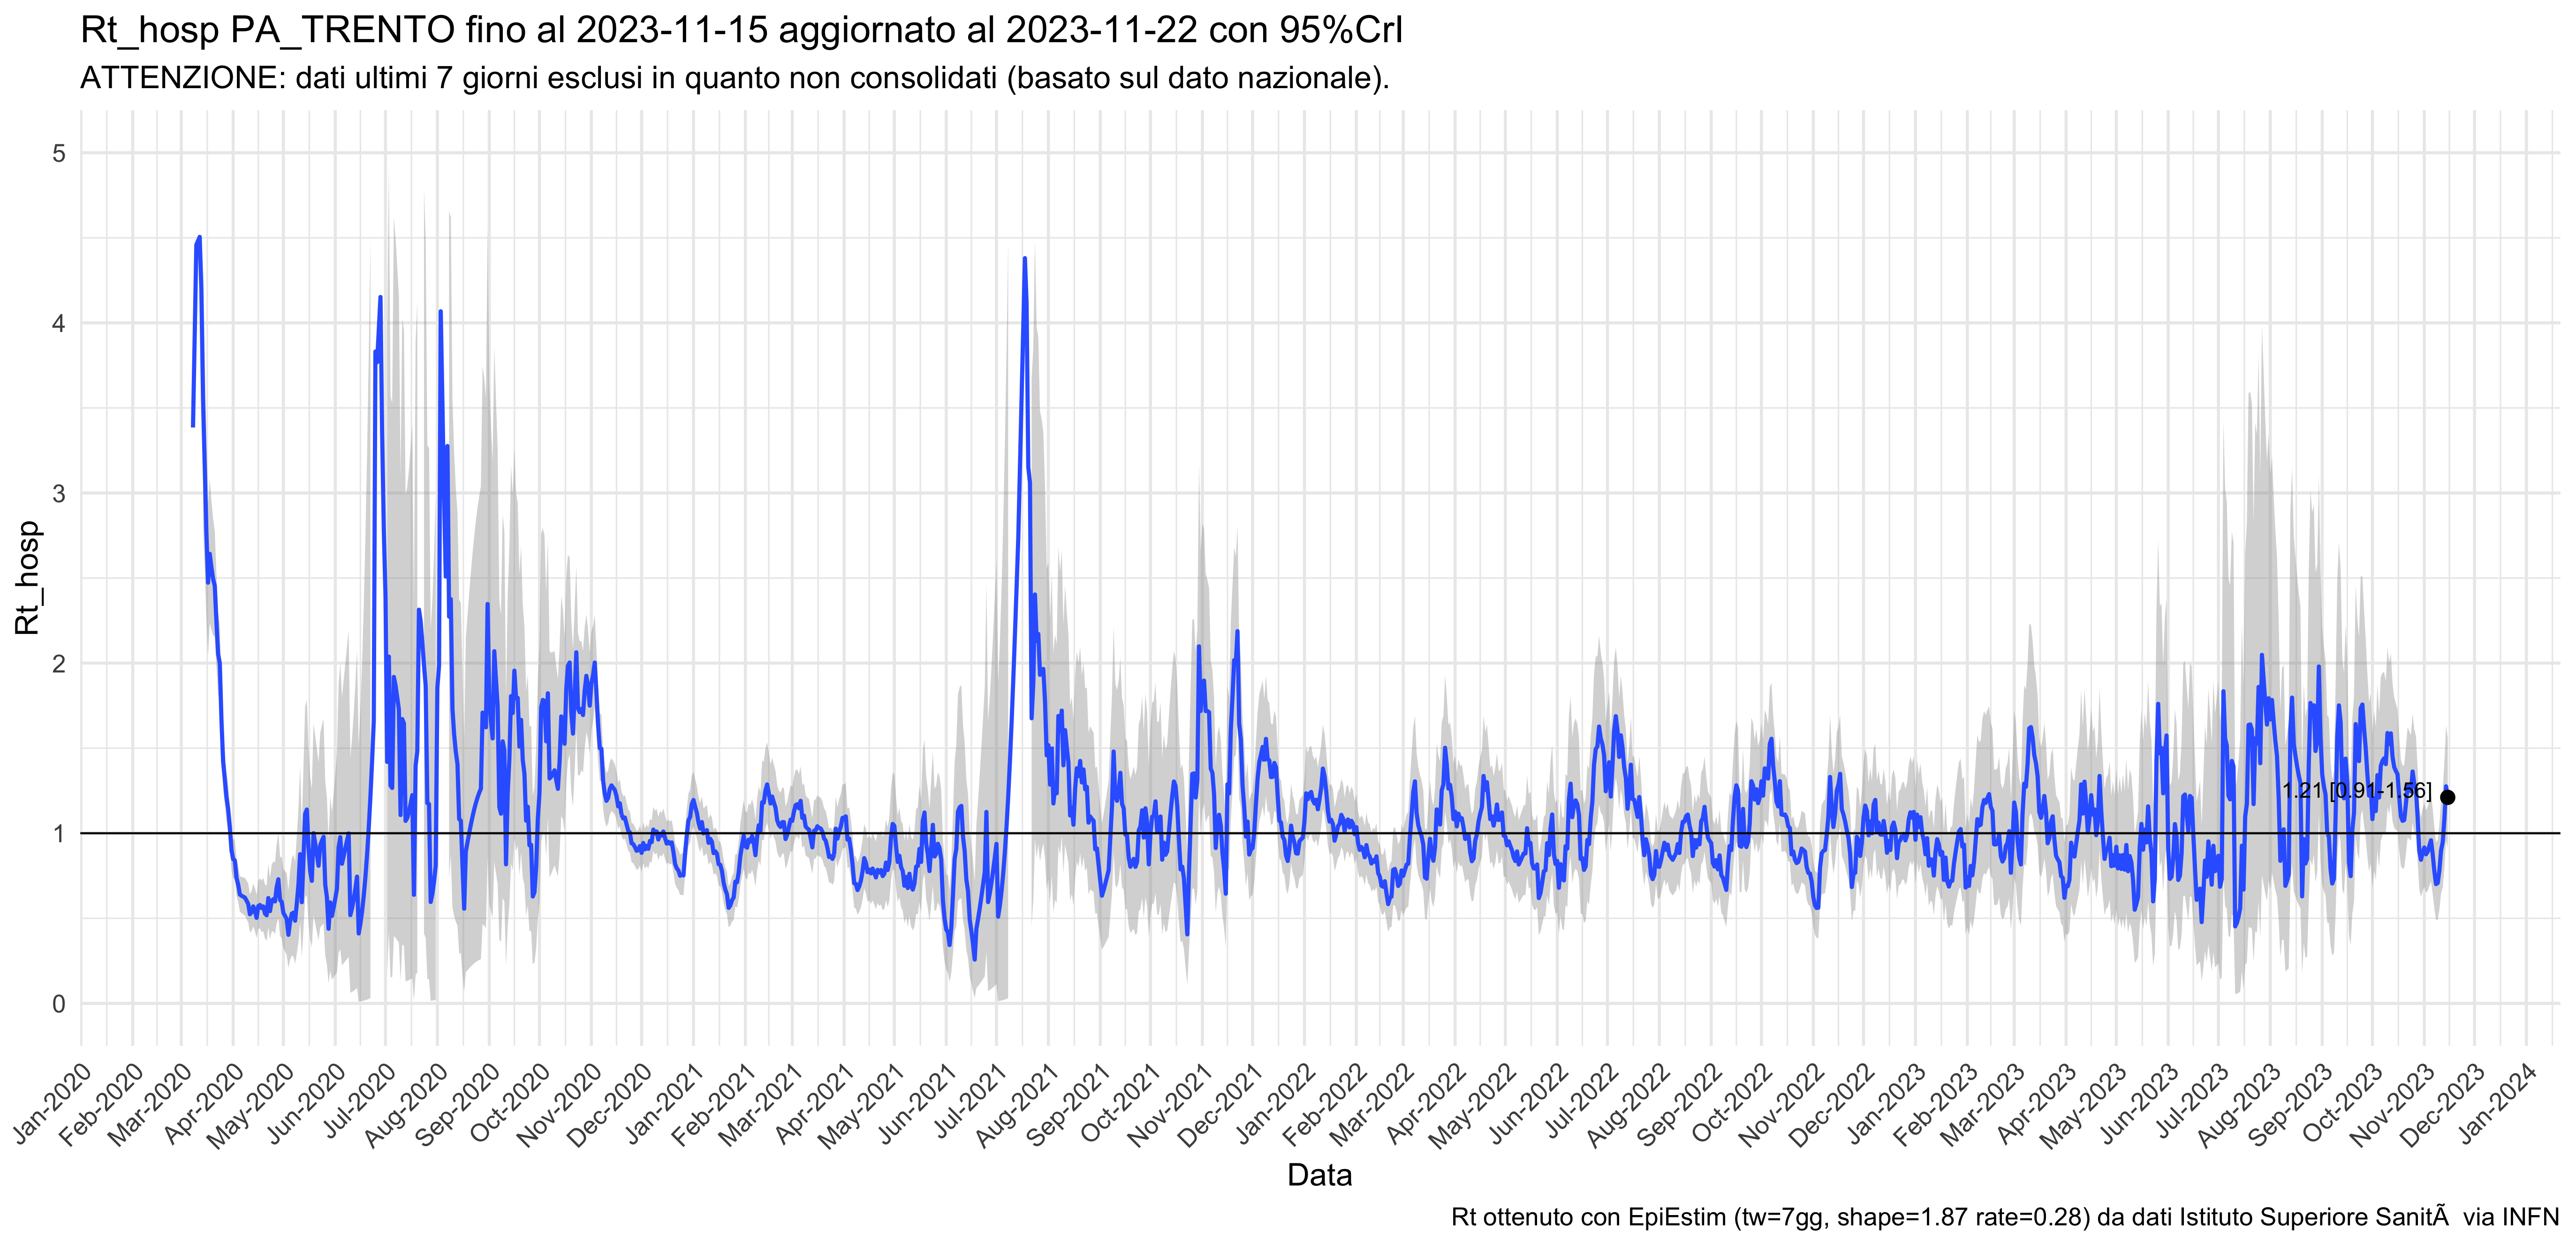 Rt_hosp PA_TRENTO fino al 2023-11-15 aggiornato al 2023-11-22 con 95%CrI
ATTENZIONE: dati ultimi 7 giorni esclusi in quanto non consolidati (basato sul dato nazionale).
5
4
3
2
1
0
Rt_hosp
1.21 [0.91-1.56]
Jan-2020
Feb-2020
Mar-2020
Apr-2020
May-2020
Jun-2020
Jul-2020
Aug-2020
Sep-2020
Oct-2020
Nov-2020
Dec-2020
Jan-2021
Feb-2021
Mar-2021
Apr-2021
May-2021
Jun-2021
Jul-2021
Aug-2021
Sep-2021
Oct-2021
Nov-2021
Dec-2021
Jan-2022
Feb-2022
Mar-2022
Apr-2022
May-2022
Jun-2022
Jul-2022
Aug-2022
Sep-2022
Oct-2022
Nov-2022
Dec-2022
Jan-2023
Feb-2023
Mar-2023
Apr-2023
May-2023
Jun-2023
Jul-2023
Aug-2023
Sep-2023
Oct-2023
Nov-2023
Dec-2023
Jan-2024
Data
Rt ottenuto con EpiEstim (tw=7gg, shape=1.87 rate=0.28) da dati Istituto Superiore SanitÃ  via INFN